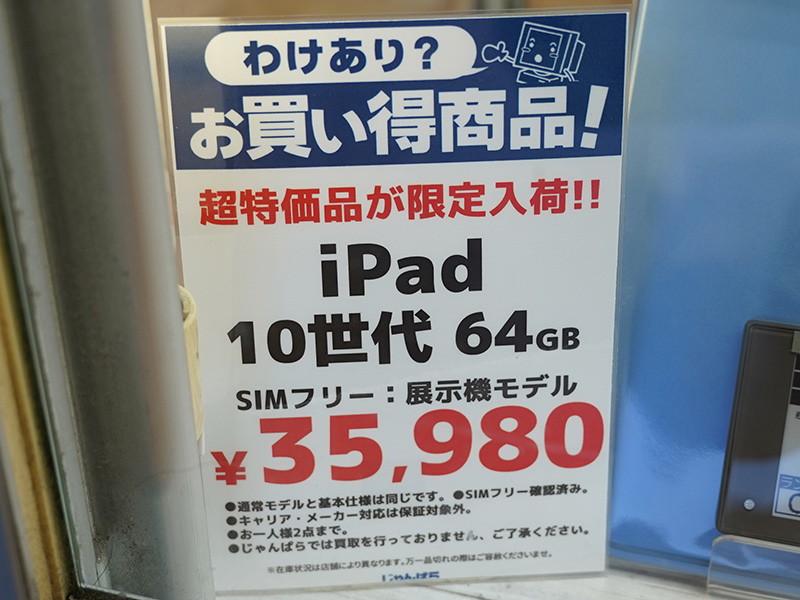 わけあり？
お買い得商品！
超特価品が限定入荷!!
iPad
10世代 64GB
SIMフリー：展示機モデル
¥35,980
●通常モデルと基本仕様は同じです。●SIMフリー確認済み。
●キャリア・メーカー対応は保証対象外。
●お一人様2点まで。
●じゃんぱらでは買取を行っておりません、ご了承ください。
※在庫状況は店舗により異なります。万一品切れの際はご容赦くださいませ。
じゃんぱら